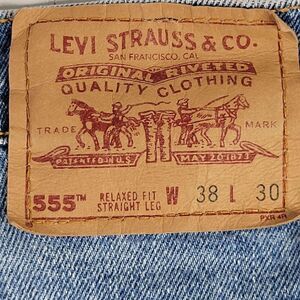 LEVI STRAUSS & CO.
SAN FRANCISCO, CAL
ORIGINAL RIVETED
QUALITY CLOTHING
TRADE MARK
PATENTED IN U.S. MAY 20 1873
555™ RELAXED FIT STRAIGHT LEG W 38 L 30